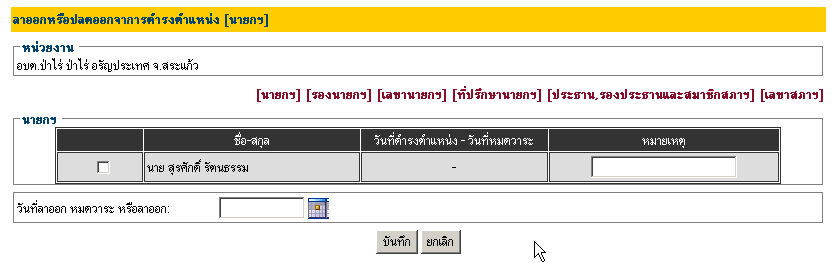 ลาออกหรือปลดออกจาการดำรงตำแหน่ง [นายกฯ]
หน่วยงาน
อบต.ป่าไร่ ป่าไร่ อรัญประเทศ จ.สระแก้ว
[นายกฯ] [รองนายกฯ] [เลขานายกฯ] [ที่ปรึกษานายกฯ] [ประธาน,รองประธานและสมาชิกสภาฯ] [เลขาสภาฯ]
นายกฯ
ชื่อ-สกุล วันที่ดำรงตำแหน่ง - วันที่หมดวาระ หมายเหตุ
นาย สุรศักดิ์ รัตนธรรม -
วันที่ลาออก หมดวาระ หรือลาออก:
บันทึก ยกเลิก